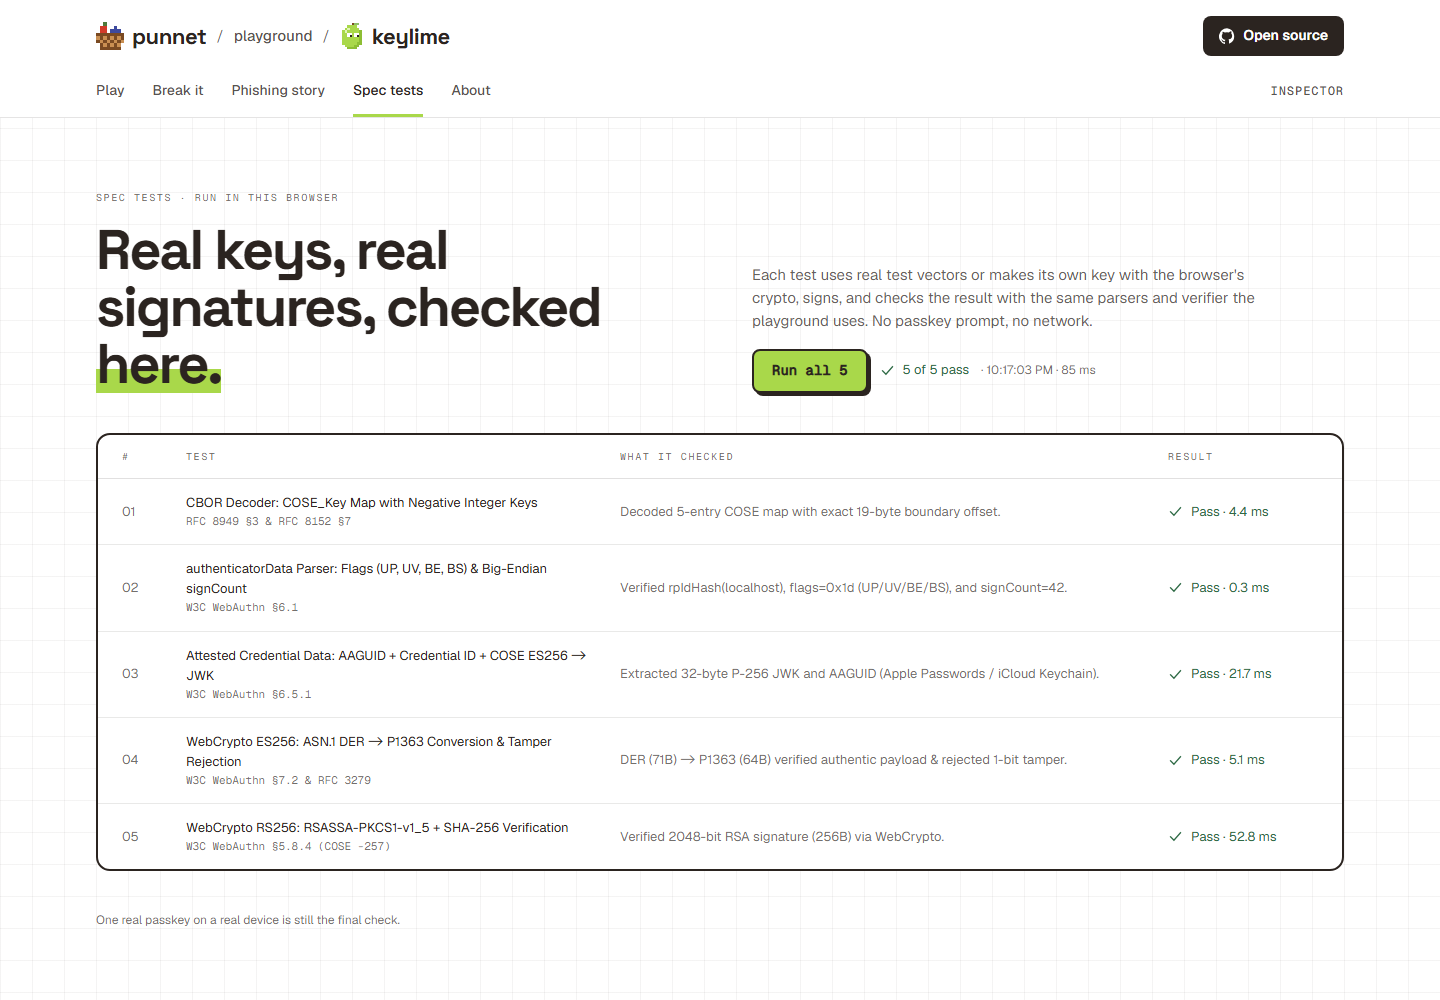 punnet / playground / keylime
Open source
Play Break it Phishing story Spec tests About
INSPECTOR
SPEC TESTS · RUN IN THIS BROWSER
Real keys, real
signatures, checked
here.
Each test uses real test vectors or makes its own key with the browser's
crypto, signs, and checks the result with the same parsers and verifier the
playground uses. No passkey prompt, no network.
Run all 5
5 of 5 pass · 10:17:03 PM · 85 ms
# TEST WHAT IT CHECKED RESULT
01
CBOR Decoder: COSE_Key Map with Negative Integer Keys
RFC 8949 §3 & RFC 8152 §7
Decoded 5-entry COSE map with exact 19-byte boundary offset.
Pass · 4.4 ms
02
authenticatorData Parser: Flags (UP, UV, BE, BS) & Big-Endian
signCount
W3C WebAuthn §6.1
Verified rpIdHash(localhost), flags=0x1d (UP/UV/BE/BS), and signCount=42.
Pass · 0.3 ms
03
Attested Credential Data: AAGUID + Credential ID + COSE ES256 →
JWK
W3C WebAuthn §6.5.1
Extracted 32-byte P-256 JWK and AAGUID (Apple Passwords / iCloud Keychain).
Pass · 21.7 ms
04
WebCrypto ES256: ASN.1 DER → P1363 Conversion & Tamper
Rejection
W3C WebAuthn §7.2 & RFC 3279
DER (71B) → P1363 (64B) verified authentic payload & rejected 1-bit tamper.
Pass · 5.1 ms
05
WebCrypto RS256: RSASSA-PKCS1-v1_5 + SHA-256 Verification
W3C WebAuthn §5.8.4 (COSE -257)
Verified 2048-bit RSA signature (256B) via WebCrypto.
Pass · 52.8 ms
One real passkey on a real device is still the final check.